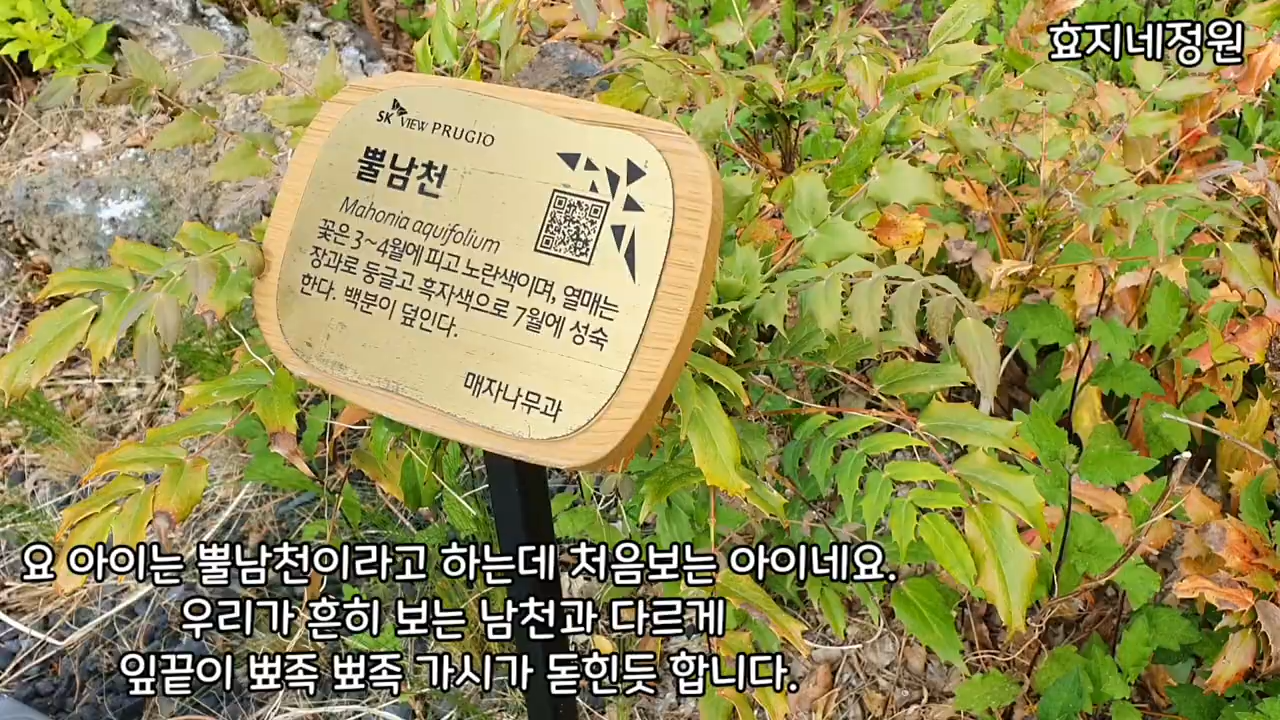 효지네정원
SK VIEW PRUGIO
뿔남천
Mahonia aquifolium
꽃은 3~4월에 피고 노란색이며, 열매는
장과로 둥글고 흑자색으로 7월에 성숙
한다. 백분이 덮인다.
매자나무과
요 아이는 뿔남천이라고 하는데 처음보는 아이네요.
우리가 흔히 보는 남천과 다르게
잎끝이 뾰족 뾰족 가시가 돋힌듯 합니다.